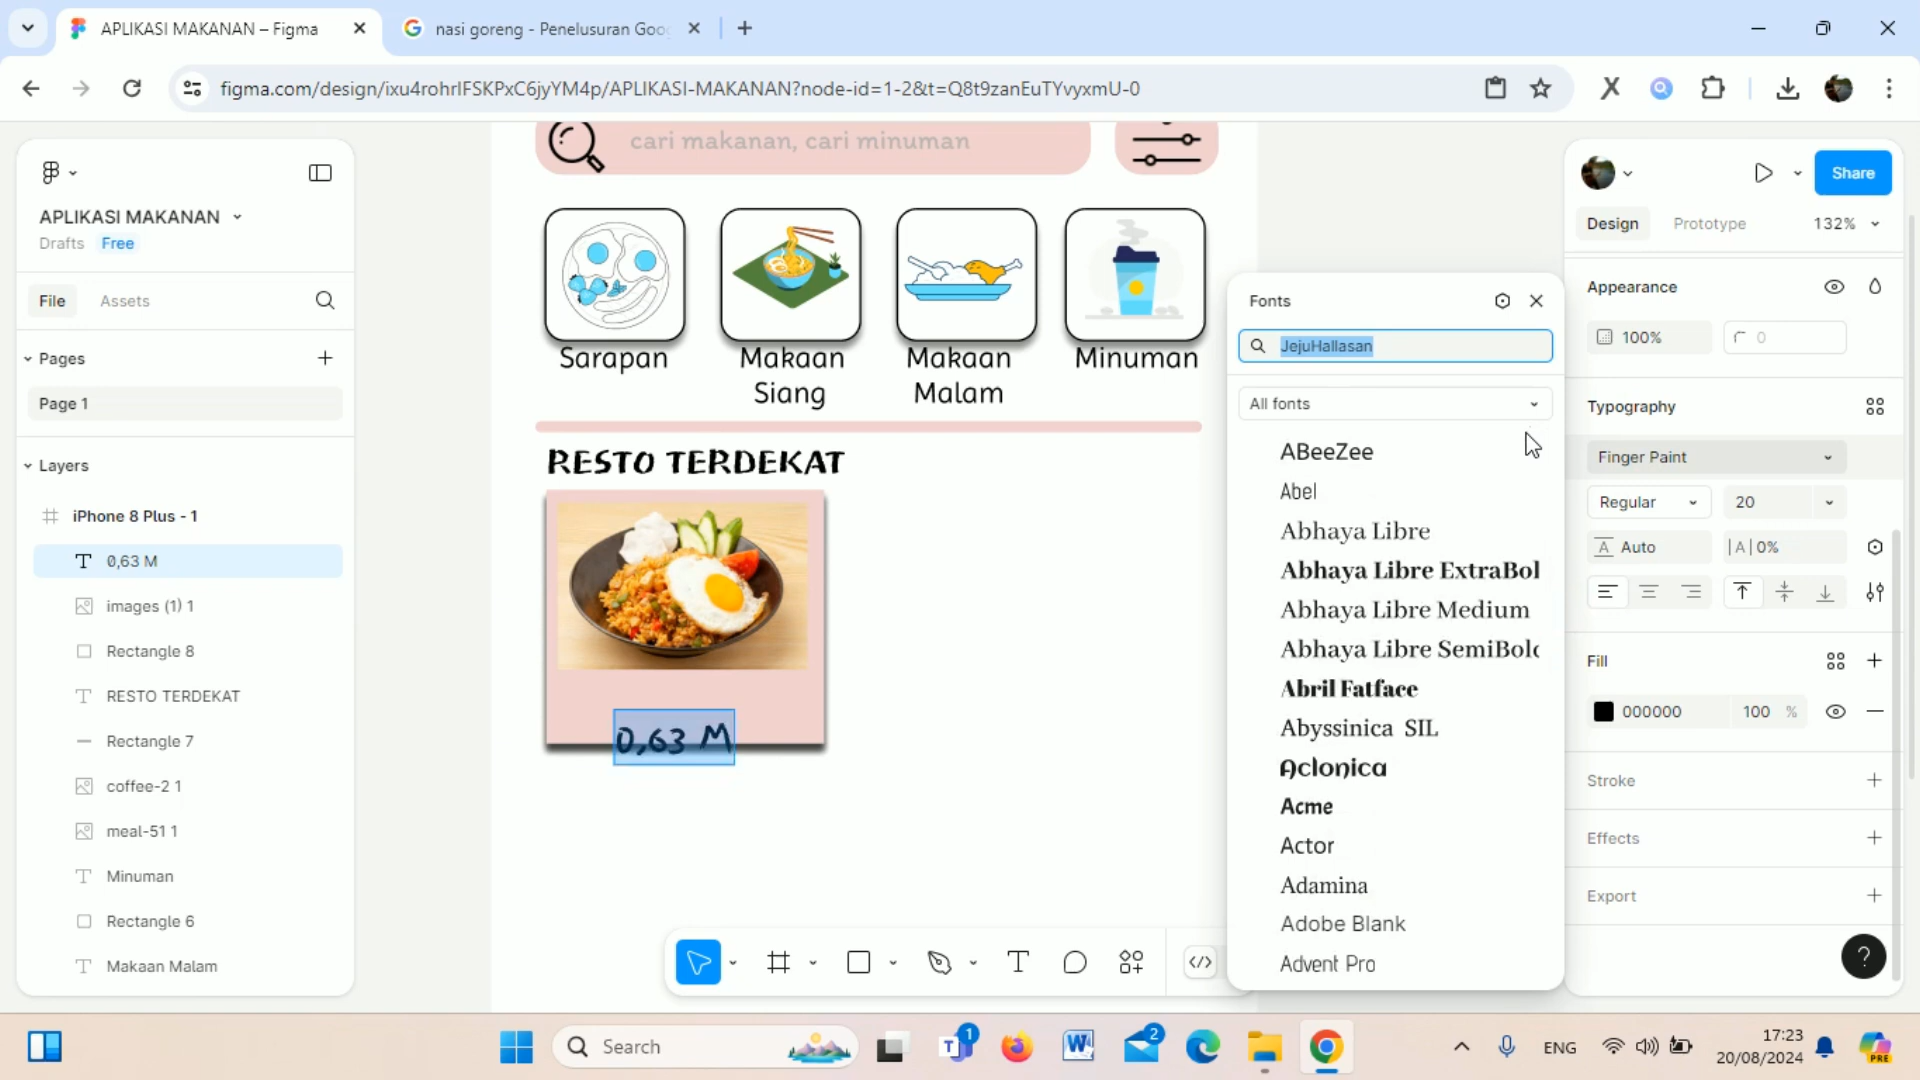 APLIKASI MAKANAN – Figma
nasi goreng - Penelusuran Goo
figma.com/design/ixu4rohrIFSKPxC6jyYM4p/APLIKASI-MAKANAN?node-id=1-2&t=Q8t9zanEuTYvyxmU-0
APLIKASI MAKANAN
Drafts Free
File Assets
Pages
Page 1
Layers
iPhone 8 Plus - 1
0,63 M
images (1) 1
Rectangle 8
RESTO TERDEKAT
Rectangle 7
coffee-2 1
meal-51 1
Minuman
Rectangle 6
Makaan Malam
cari makanan, cari minuman
Sarapan
Makaan
Siang
Makaan
Malam
Minuman
RESTO TERDEKAT
0,63 M
Fonts
JejuHallasan
All fonts
ABeeZee
Abel
Abhaya Libre
Abhaya Libre ExtraBol
Abhaya Libre Medium
Abhaya Libre SemiBold
Abril Fatface
Abyssinica SIL
Aclonica
Acme
Actor
Adamina
Adobe Blank
Advent Pro
Share
Design Prototype 132%
Appearance
100% 0
Typography
Finger Paint
Regular 20
Auto |A| 0%
Fill
000000 100 %
Stroke
Effects
Export
?
Search
1
2
ENG
17:23
20/08/2024
PRE